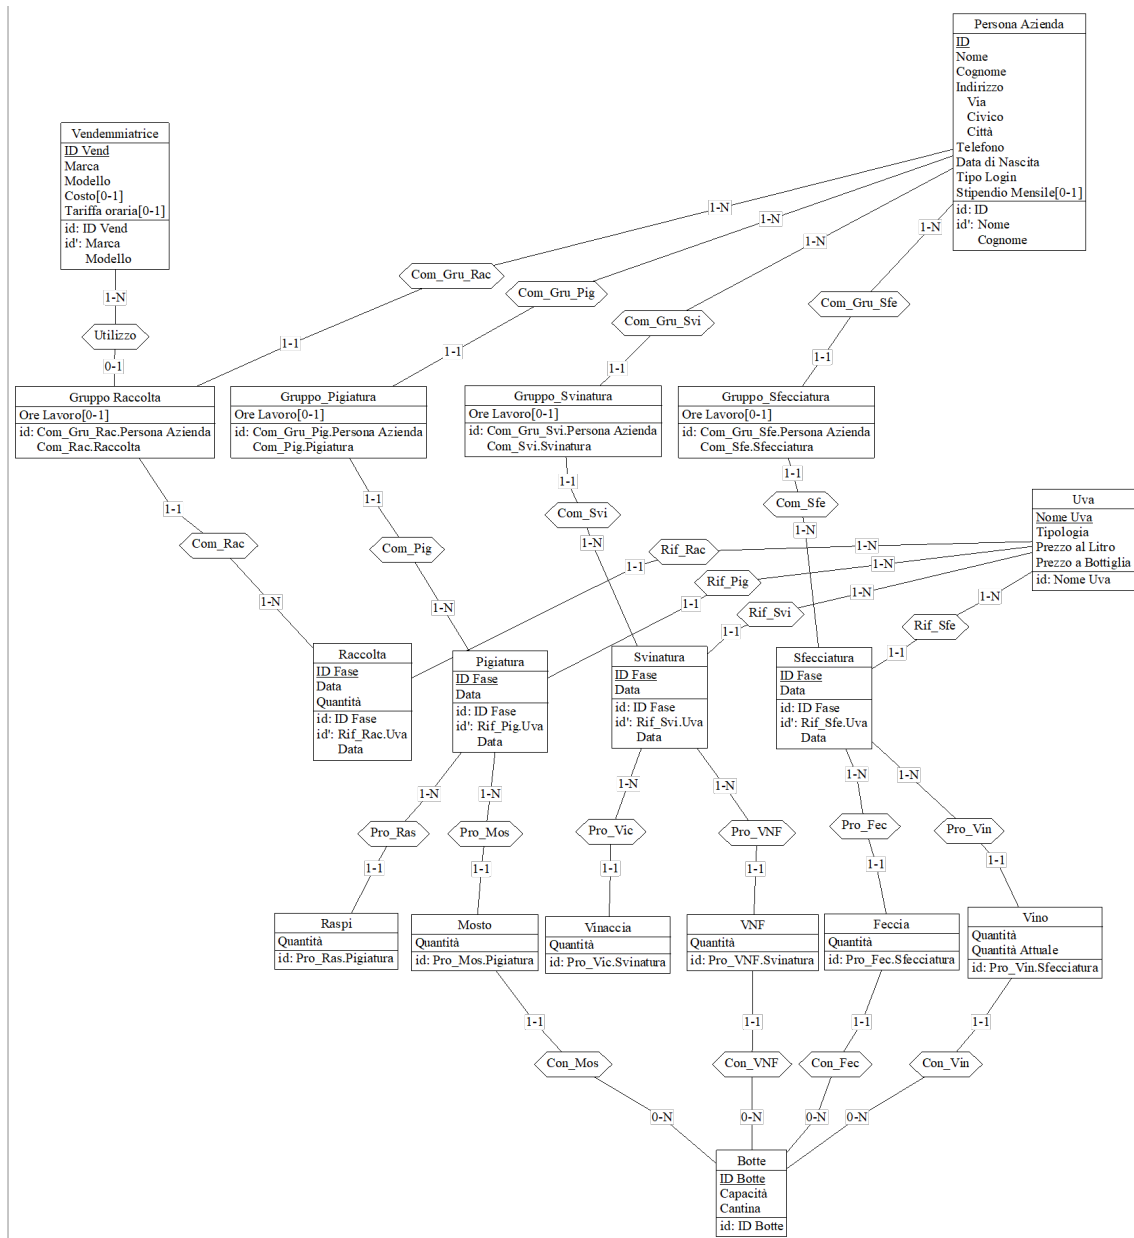 Persona Azienda
ID
Nome
Cognome
Indirizzo
Via
Civico
Città
Telefono
Data di Nascita
Tipo Login
Stipendio Mensile[0-1]
id: ID
id': Nome
Cognome
Vendemmiatrice
ID Vend
Marca
Modello
Costo[0-1]
Tariffa oraria[0-1]
id: ID Vend
id': Marca
Modello
1-N
1-N
1-N
1-N
1-N
Com_Gru_Rac
Com_Gru_Pig
Com_Gru_Svi
Com_Gru_Sfe
Utilizzo
0-1
1-1
1-1
1-1
1-1
Gruppo Raccolta
Ore Lavoro[0-1]
id: Com_Gru_Rac.Persona Azienda
Com_Rac.Raccolta
Gruppo_Pigiatura
Ore Lavoro[0-1]
id: Com_Gru_Pig.Persona Azienda
Com_Pig.Pigiatura
Gruppo_Svinatura
Ore Lavoro[0-1]
id: Com_Gru_Svi.Persona Azienda
Com_Svi.Svinatura
Gruppo_Sfecciatura
Ore Lavoro[0-1]
id: Com_Gru_Sfe.Persona Azienda
Com_Sfe.Sfecciatura
1-1
1-1
1-1
1-1
Com_Rac
Com_Pig
Com_Svi
Com_Sfe
1-N
1-N
1-N
1-N
Uva
Nome Uva
Tipologia
Prezzo al Litro
Prezzo a Bottiglia
id: Nome Uva
1-N
1-N
1-N
1-N
Rif_Rac
Rif_Pig
Rif_Svi
Rif_Sfe
1-1
1-1
1-1
1-1
Raccolta
ID Fase
Data
Quantità
id: ID Fase
id': Rif_Rac.Uva
Data
Pigiatura
ID Fase
Data
id: ID Fase
id': Rif_Pig.Uva
Data
Svinatura
ID Fase
Data
id: ID Fase
id': Rif_Svi.Uva
Data
Sfecciatura
ID Fase
Data
id: ID Fase
id': Rif_Sfe.Uva
Data
1-N
1-N
1-N
1-N
1-N
1-N
Pro_Ras
Pro_Mos
Pro_Vic
Pro_VNF
Pro_Fec
Pro_Vin
1-1
1-1
1-1
1-1
1-1
1-1
Raspi
Quantità
id: Pro_Ras.Pigiatura
Mosto
Quantità
id: Pro_Mos.Pigiatura
Vinaccia
Quantità
id: Pro_Vic.Svinatura
VNF
Quantità
id: Pro_VNF.Svinatura
Feccia
Quantità
id: Pro_Fec.Sfecciatura
Vino
Quantità
Quantità Attuale
id: Pro_Vin.Sfecciatura
1-1
1-1
1-1
1-1
Con_Mos
Con_VNF
Con_Fec
Con_Vin
0-N
0-N
0-N
0-N
Botte
ID Botte
Capacità
Cantina
id: ID Botte